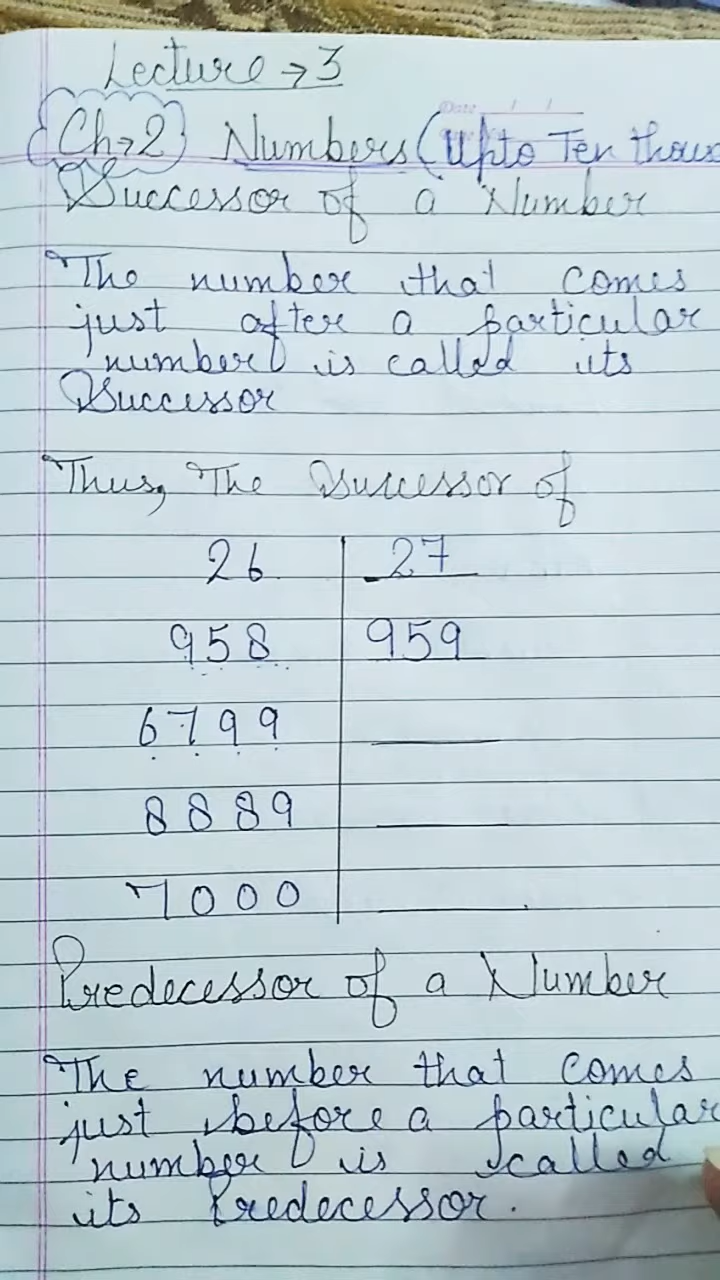 Lecture → 3
Date / /
Ch→2 Numbers (Upto Ten thous
Successor of a Number
The number that comes
just after a particular
number is called its
Successor
Thus, The Successor of
26 27
958 959
6799
8889
7000
Predecessor of a Number
The number that comes
just before a particular
number is called
its Predecessor.